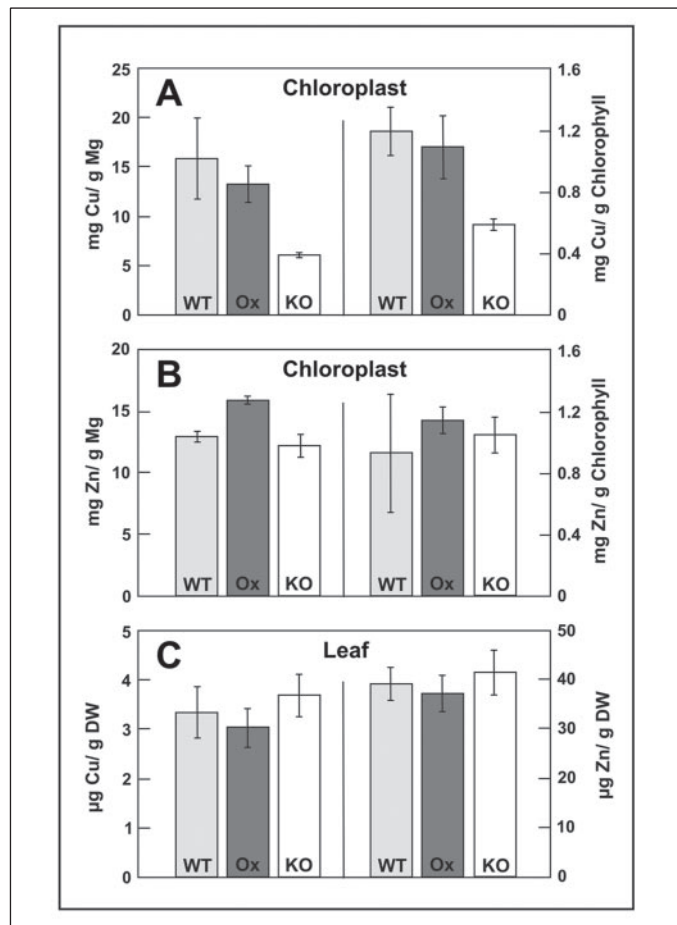 A
Chloroplast
25
20
15
10
5
0
mg Cu/ g Mg
WT Ox KO
WT Ox KO
1.6
1.2
0.8
0.4
0
mg Cu/ g Chlorophyll
B
Chloroplast
20
15
10
5
0
mg Zn/ g Mg
WT Ox KO
WT Ox KO
1.6
1.2
0.8
0.4
0
mg Zn/ g Chlorophyll
C
Leaf
5
4
3
2
1
0
µg Cu/ g DW
WT Ox KO
WT Ox KO
50
40
30
20
10
0
µg Zn/ g DW